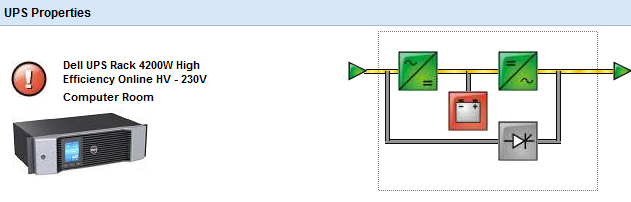 UPS Properties
Dell UPS Rack 4200W High
Efficiency Online HV - 230V
Computer Room